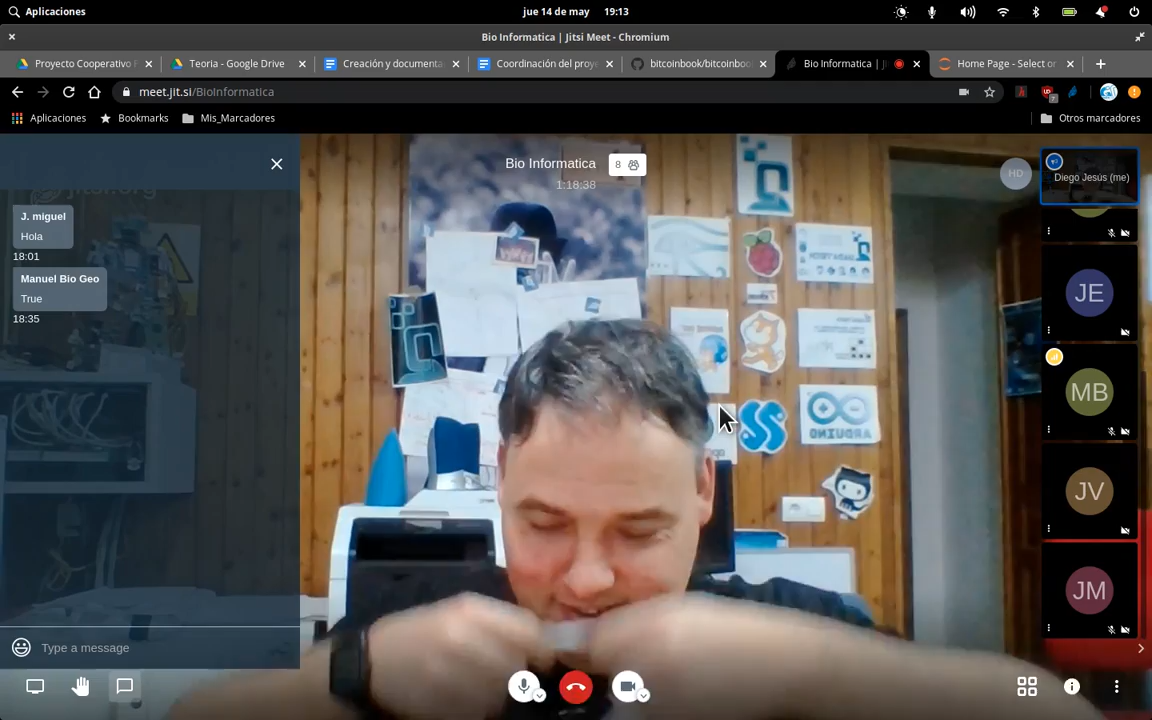 Aplicaciones
jue 14 de may 19:13
Bio Informatica | Jitsi Meet - Chromium
Proyecto Cooperativo
Teoria - Google Drive
Creación y documenta
Coordinación del proye
bitcoinbook/bitcoinboo
Bio Informatica | J
Home Page - Select or
meet.jit.si/BioInformatica
Aplicaciones
Bookmarks
Mis_Marcadores
Otros marcadores
Bio Informatica
8
1:18:38
HD
Diego Jesús (me)
jitsi.org
J. miguel
Hola
18:01
Manuel Bio Geo
True
18:35
JE
MB
JV
JM
ARDUINO
Type a message